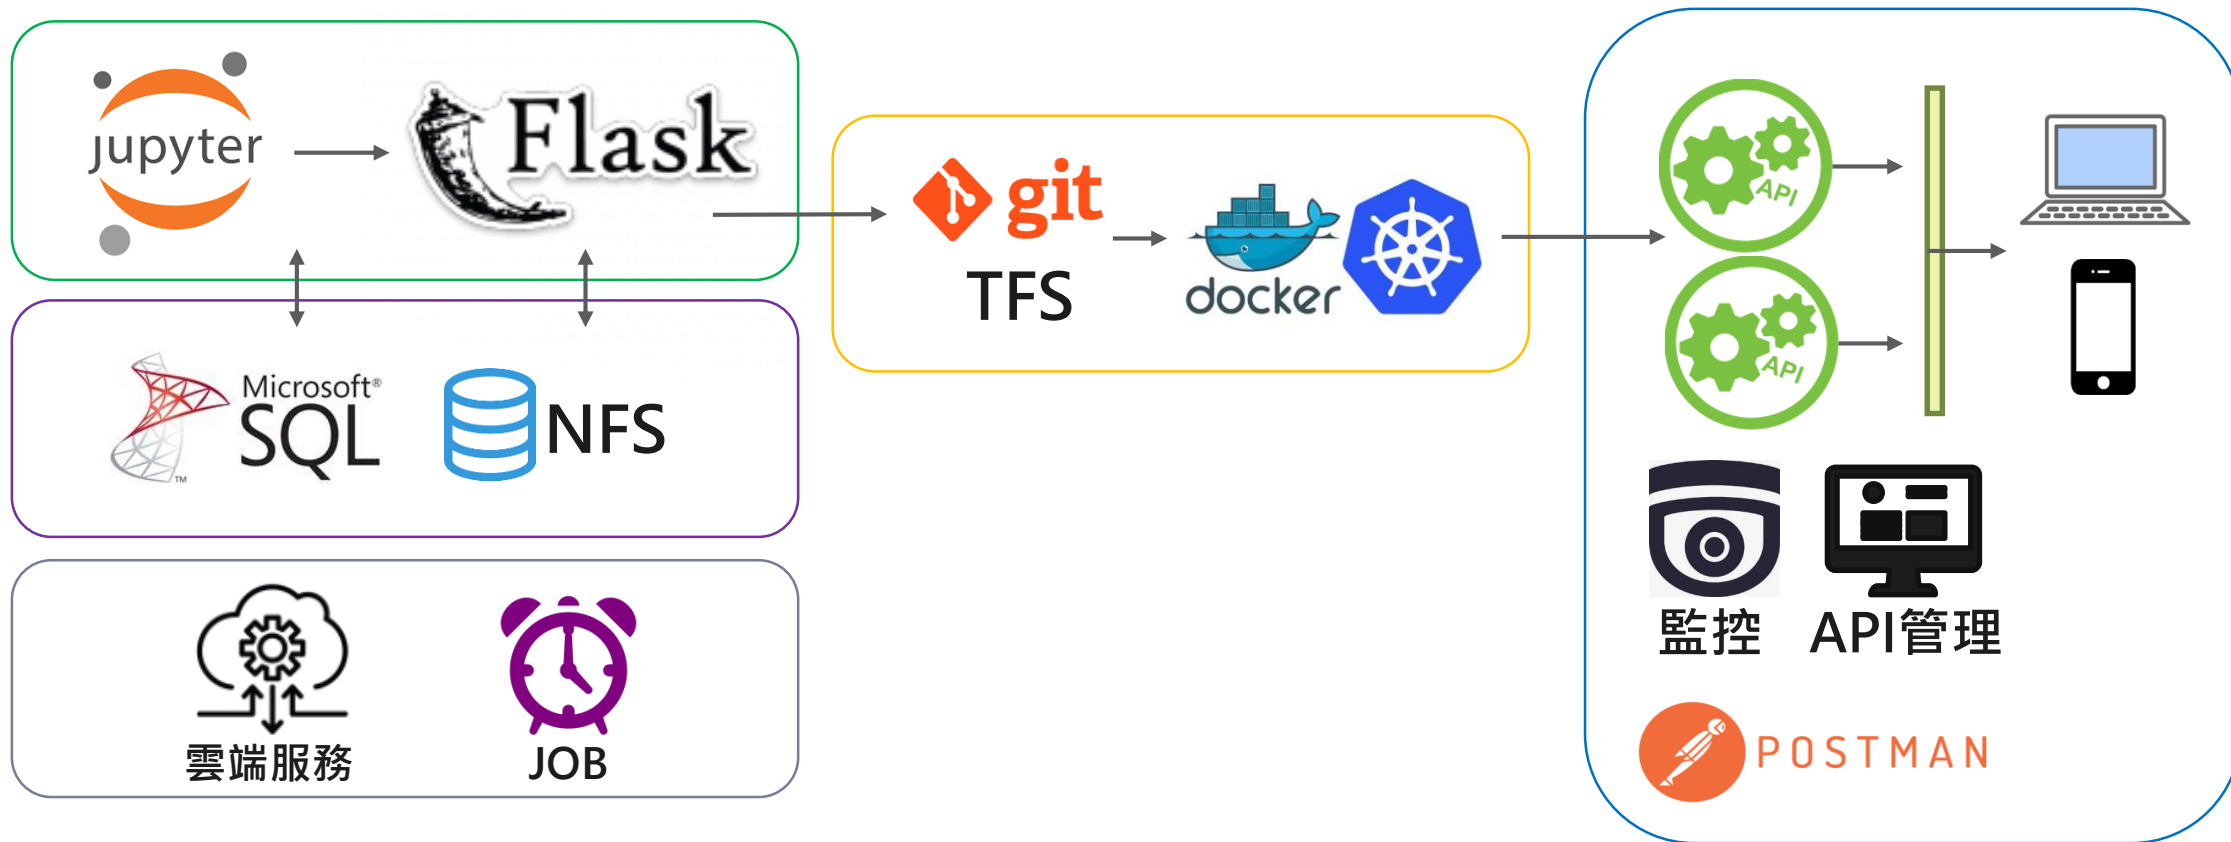 jupyter
Flask
Microsoft®
SQL
TM
NFS
雲端服務
JOB
git
TFS
docker
API
API
監控
API管理
POSTMAN